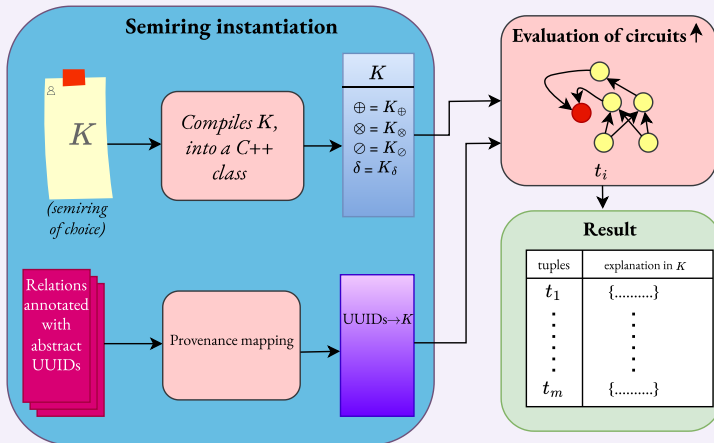 Semiring instantiation
K
(semiring
of choice)
Compiles K,
into a C++
class
K
⊕ = K⊕
⊗ = K⊗
⊘ = K⊘
δ = Kδ
Relations
annotated
with
abstract
UUIDs
Provenance mapping
UUIDs→K
Evaluation of circuits
tᵢ
Result
tuples explanation in K
t₁ {..........}
tₘ {..........}